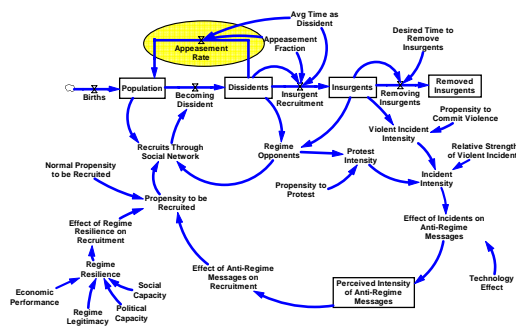 Avg Time as
Dissident
Appeasement
Fraction
Desired Time to
Remove
Insurgents
Appeasement
Rate
Births
Population
Becoming
Dissident
Dissidents
Insurgent
Recruitment
Insurgents
Removing
Insurgents
Removed
Insurgents
Propensity to
Commit Violence
Violent Incident
Intensity
Recruits Through
Social Network
Regime
Opponents
Protest
Intensity
Relative Strength
of Violent Incident
Incident
Intensity
Normal Propensity
to be Recruited
Propensity to be
Recruited
Propensity to
Protest
Effect of Regime
Resilience on
Recruitment
Effect of Incidents on
Anti-Regime
Messages
Regime
Resilience
Effect of Anti-Regime
Messages on
Recruitment
Technology
Effect
Economic
Performance
Social
Capacity
Regime
Legitimacy
Political
Capacity
Perceived Intensity
of Anti-Regime
Messages